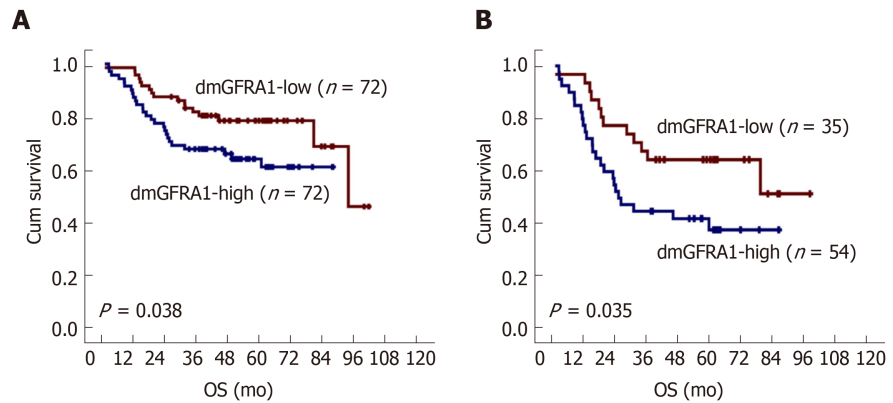 A
Cum survival
1.0
0.8
0.6
0.4
0.2
0.0
dmGFRA1-low (n = 72)
dmGFRA1-high (n = 72)
P = 0.038
0 12 24 36 48 60 72 84 96 108 120
OS (mo)
B
Cum survival
1.0
0.8
0.6
0.4
0.2
0.0
dmGFRA1-low (n = 35)
dmGFRA1-high (n = 54)
P = 0.035
0 12 24 36 48 60 72 84 96 108 120
OS (mo)